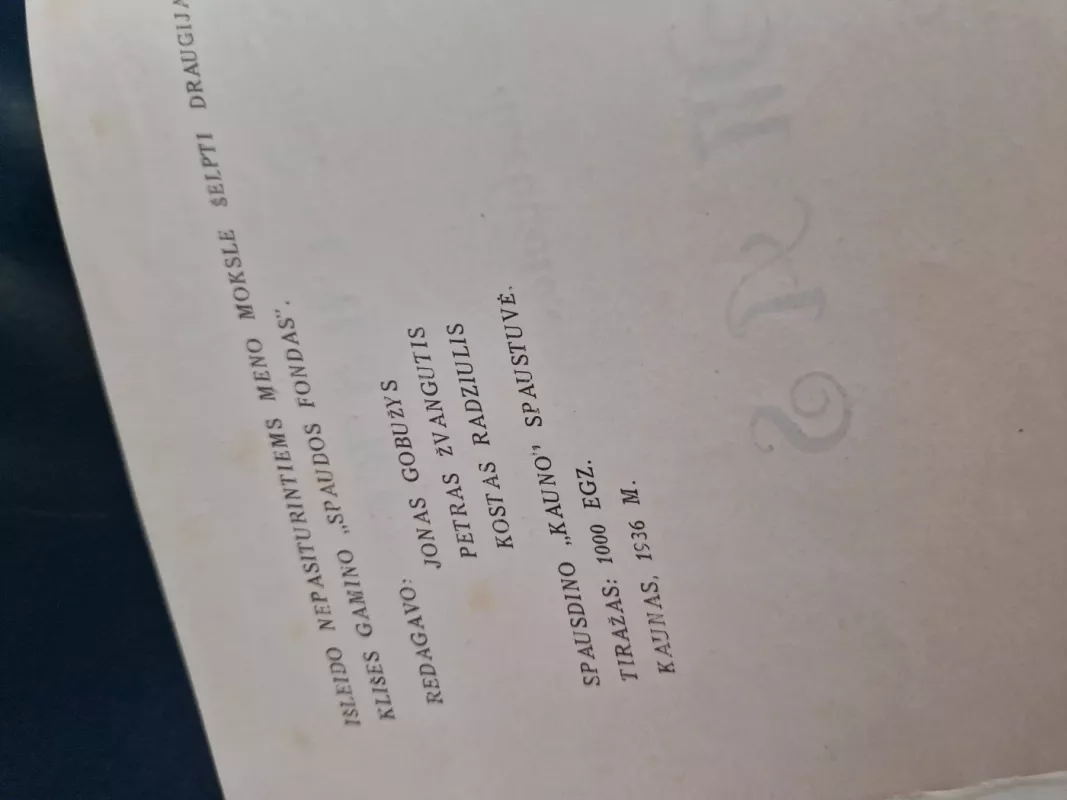 IŠLEIDO NEPASITURINTIEMS MENO MOKSLE ŠELPTI DRAUGIJA
KLIŠES GAMINO „SPAUDOS FONDAS".
REDAGAVO:
JONAS GOBUŽYS
PETRAS ŽVANGUTIS
KOSTAS RADZIULIS
SPAUSDINO „KAUNO", SPAUSTUVĖ.
TIRAŽAS: 1000 EGZ.
KAUNAS, 1936 M.